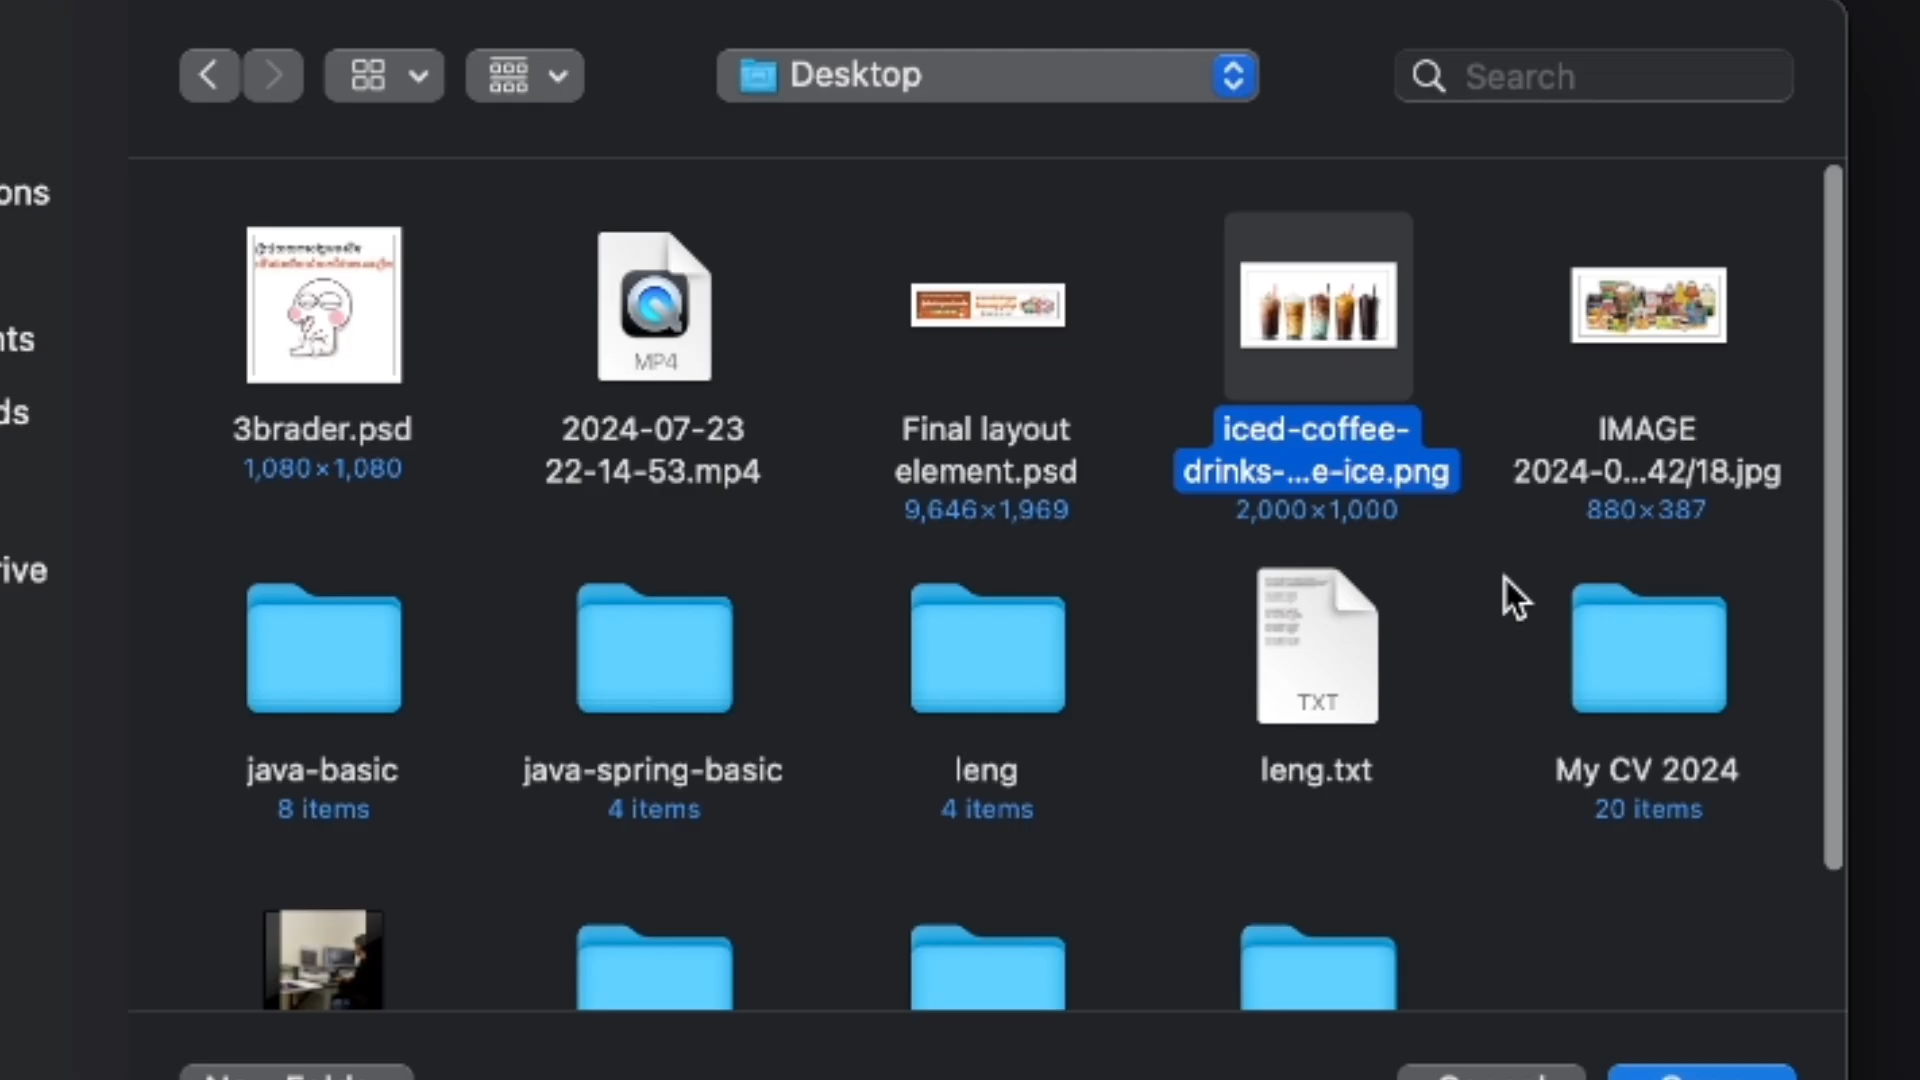 Desktop
Search
ons
nts
ds
rive
MP4
3brader.psd
1,080×1,080
2024-07-23
22-14-53.mp4
Final layout
element.psd
9,646×1,969
iced-coffee-
drinks-...e-ice.png
2,000×1,000
IMAGE
2024-0...42/18.jpg
880×387
TXT
java-basic
8 items
java-spring-basic
4 items
leng
4 items
leng.txt
My CV 2024
20 items